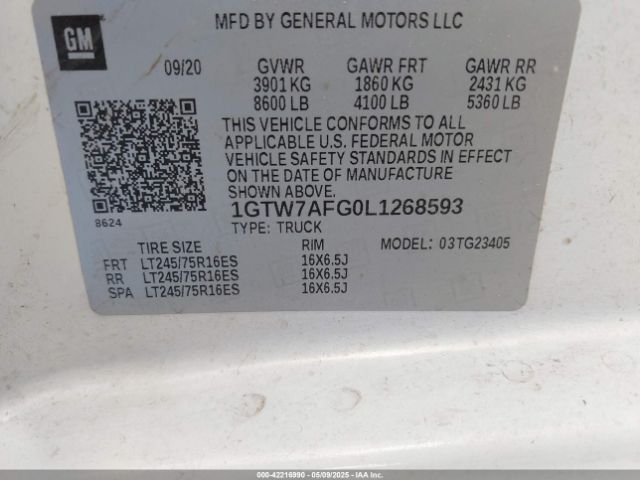 MFD BY GENERAL MOTORS LLC
GM
09/20 GVWR GAWR FRT GAWR RR
3901 KG 1860 KG 2431 KG
8600 LB 4100 LB 5360 LB
THIS VEHICLE CONFORMS TO ALL
APPLICABLE U.S. FEDERAL MOTOR
VEHICLE SAFETY STANDARDS IN EFFECT
ON THE DATE OF MANUFACTURE
SHOWN ABOVE.
1GTW7AFG0L1268593
8624 TYPE: TRUCK
TIRE SIZE RIM MODEL: 03TG23405
FRT LT245/75R16ES 16X6.5J
RR LT245/75R16ES 16X6.5J
SPA LT245/75R16ES 16X6.5J
000-42216990 - 05/09/2025 - IAA Inc.